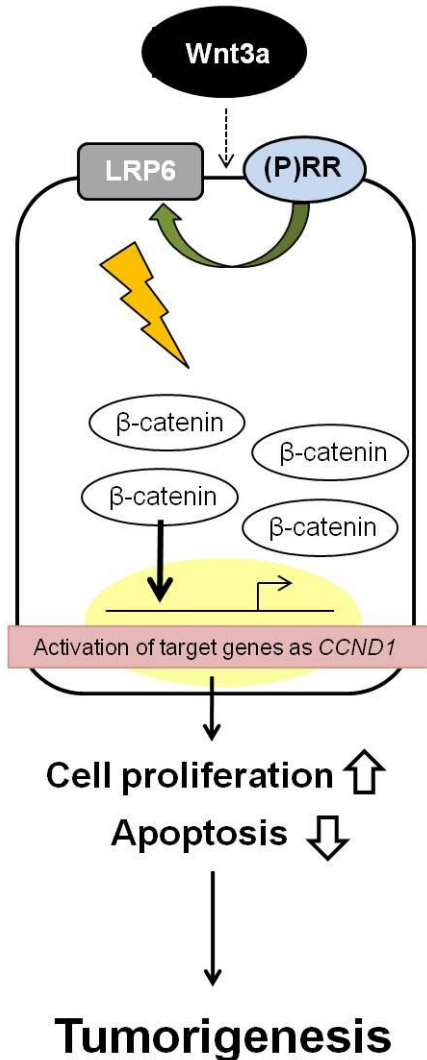 Wnt3a
LRP6
(P)RR
β-catenin
β-catenin
β-catenin
β-catenin
Activation of target genes as CCND1
Cell proliferation
Apoptosis
Tumorigenesis